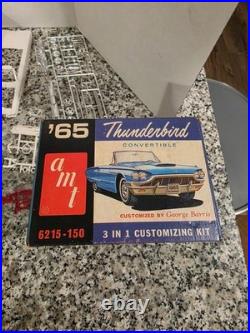 '65 Thunderbird
CONVERTIBLE
amt
CUSTOMIZED BY George Barris
6215-150
3 IN 1 CUSTOMIZING KIT